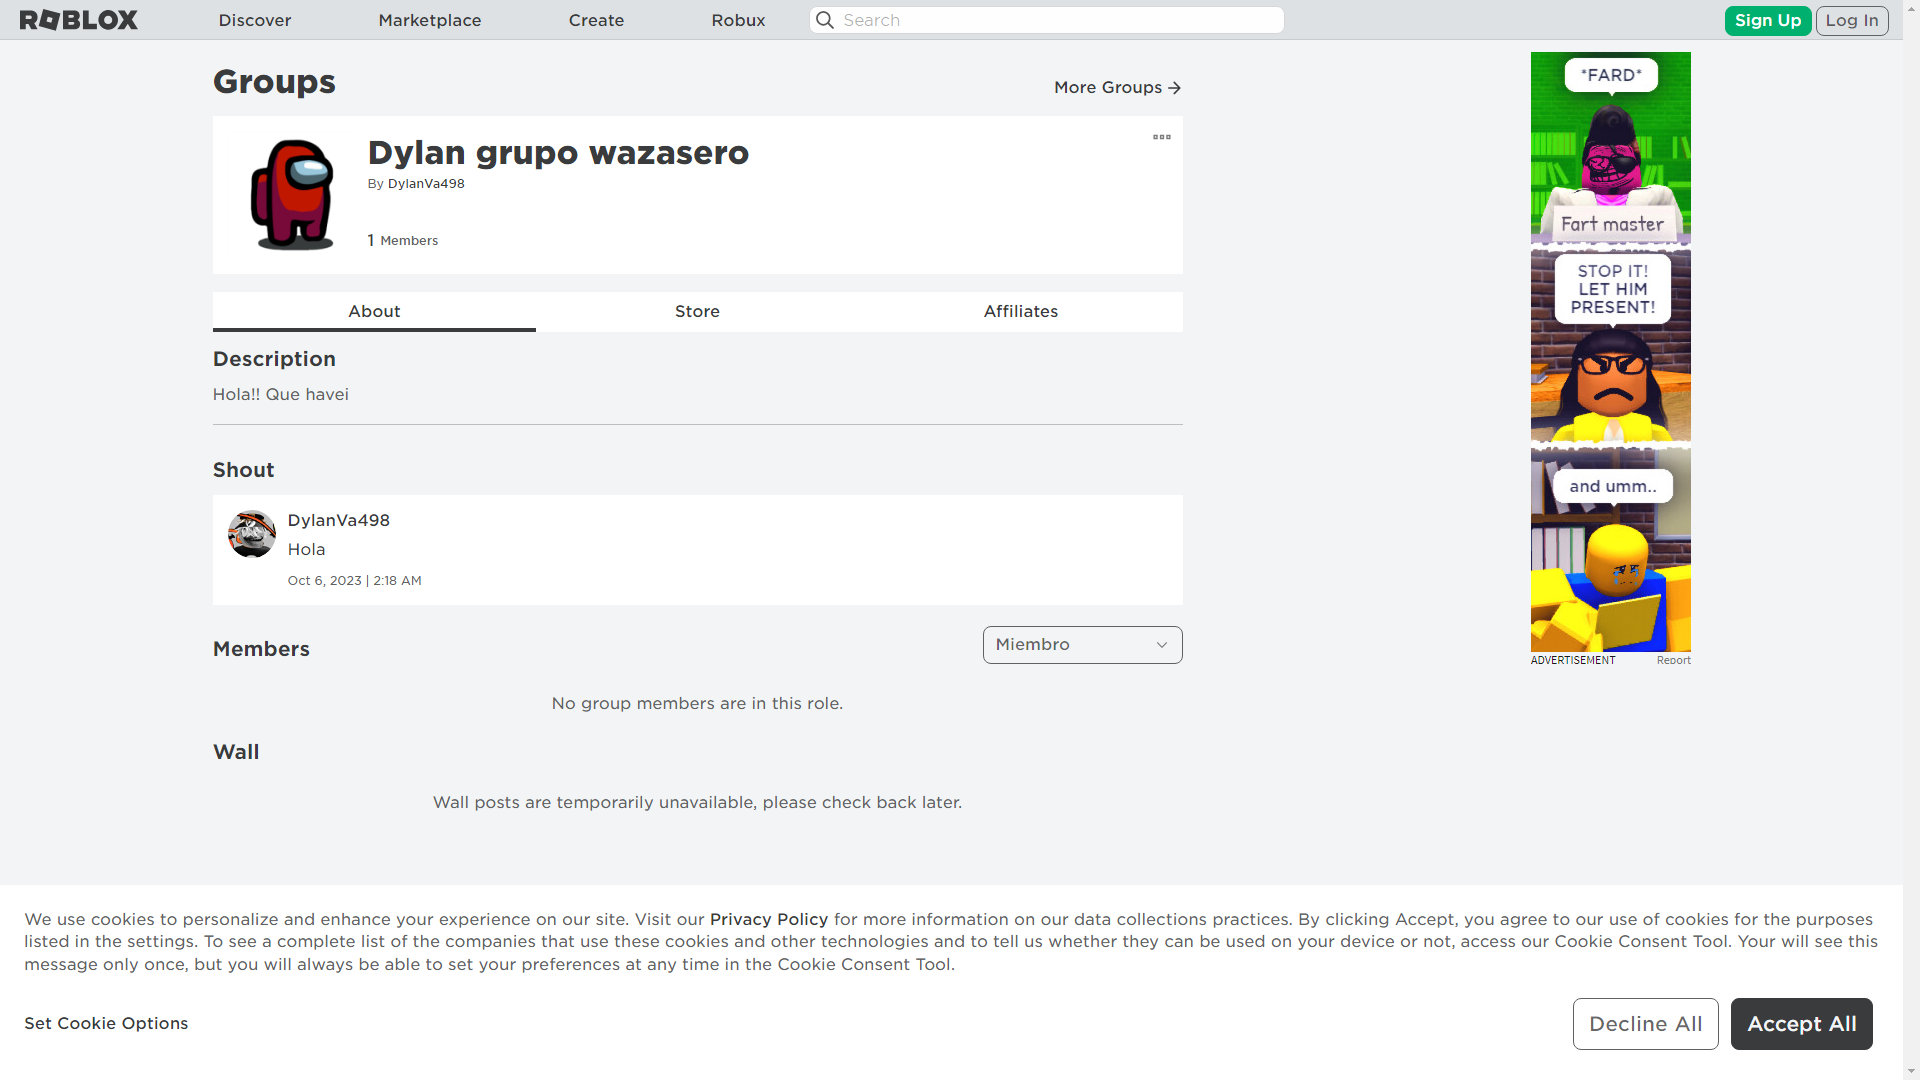 ROBLOX
Discover
Marketplace
Create
Robux
Search
Sign Up
Log In
Groups
More Groups
Dylan grupo wazasero
By DylanVa498
1 Members
About
Store
Affiliates
Description
Hola!! Que havei
Shout
DylanVa498
Hola
Oct 6, 2023 | 2:18 AM
Members
Miembro
No group members are in this role.
Wall
Wall posts are temporarily unavailable, please check back later.
*FARD*
Fart master
STOP IT!
LET HIM
PRESENT!
and umm..
ADVERTISEMENT
Report
We use cookies to personalize and enhance your experience on our site. Visit our Privacy Policy for more information on our data collections practices. By clicking Accept, you agree to our use of cookies for the purposes
listed in the settings. To see a complete list of the companies that use these cookies and other technologies and to tell us whether they can be used on your device or not, access our Cookie Consent Tool. Your will see this
message only once, but you will always be able to set your preferences at any time in the Cookie Consent Tool.
Set Cookie Options
Decline All
Accept All